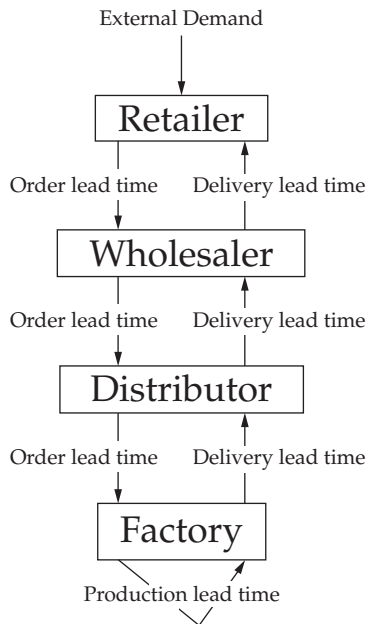 External Demand
Retailer
Order lead time Delivery lead time
Wholesaler
Order lead time Delivery lead time
Distributor
Order lead time Delivery lead time
Factory
Production lead time